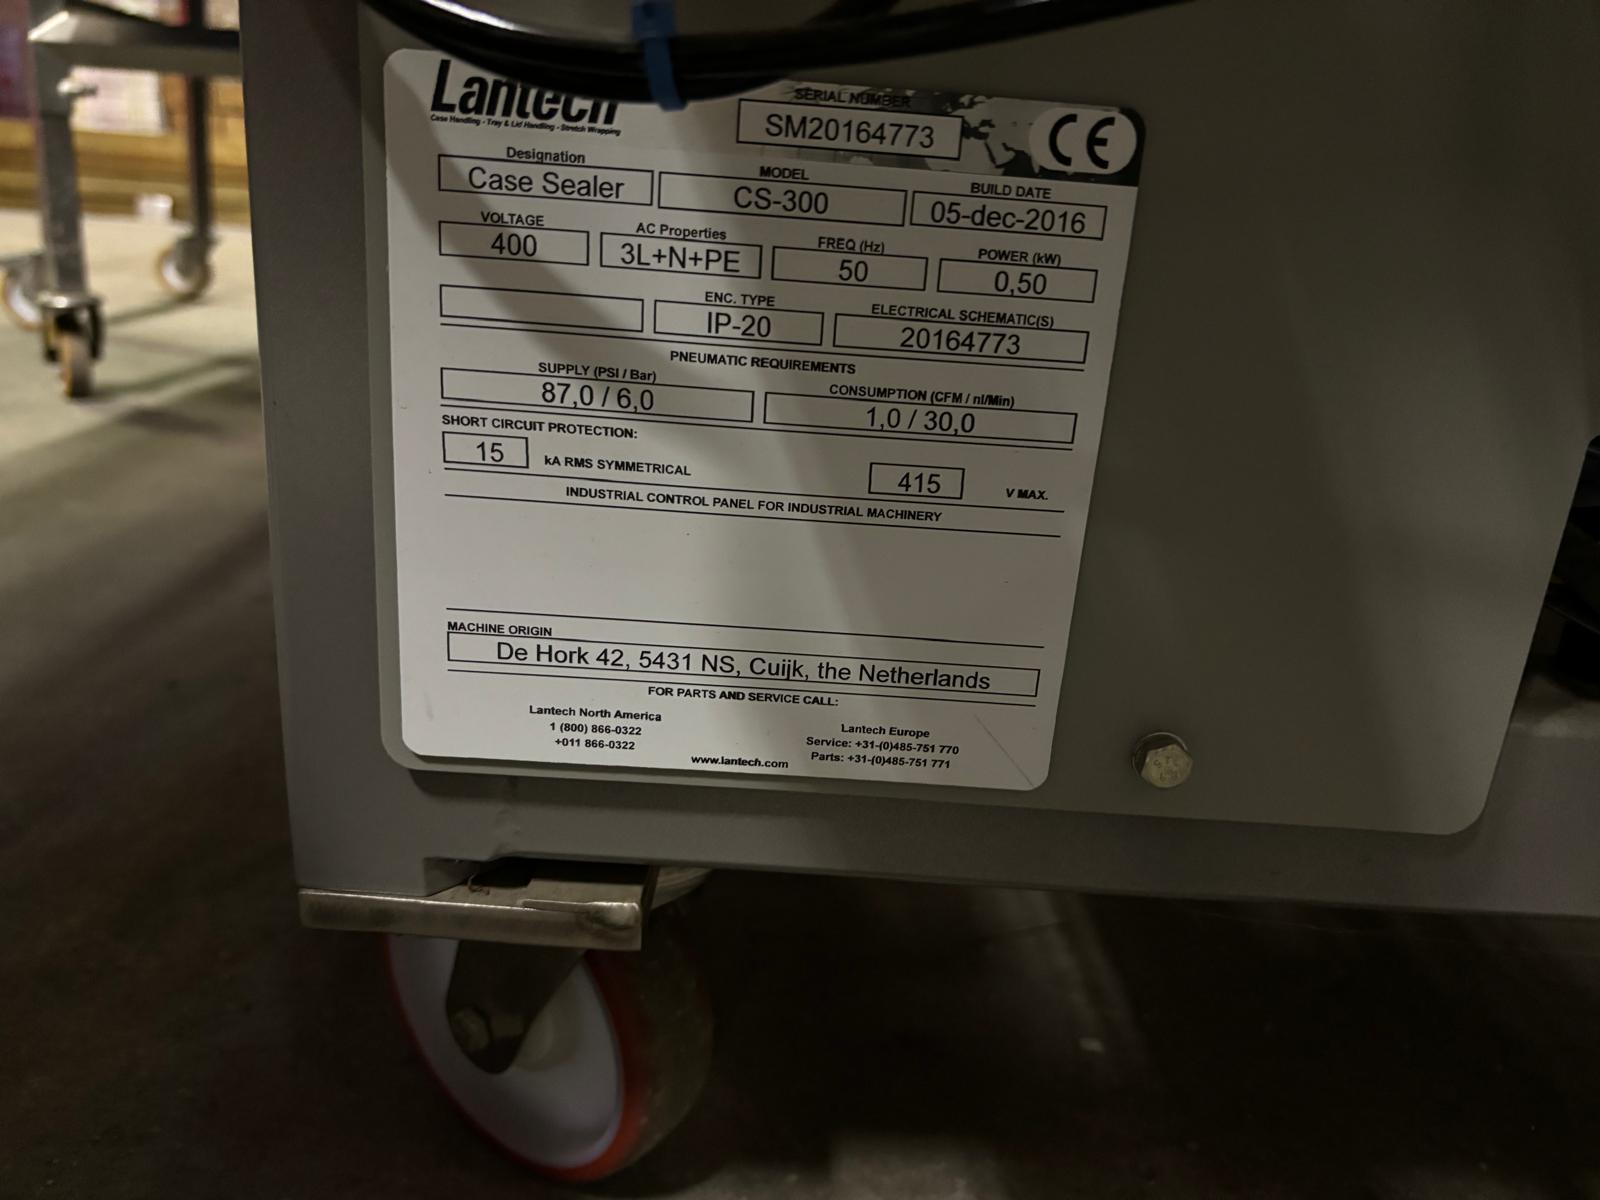 Lantech
Case Handling - Tray & Lid Handling - Stretch Wrapping
SERIAL NUMBER
SM20164773
CE
Designation
Case Sealer
MODEL
CS-300
BUILD DATE
05-dec-2016
VOLTAGE
400
AC Properties
3L+N+PE
FREQ (Hz)
50
POWER (kW)
0,50
ENC. TYPE
IP-20
ELECTRICAL SCHEMATIC(S)
20164773
PNEUMATIC REQUIREMENTS
SUPPLY (PSI / Bar)
87,0 / 6,0
CONSUMPTION (CFM / nl/Min)
1,0 / 30,0
SHORT CIRCUIT PROTECTION:
15 kA RMS SYMMETRICAL 415 V MAX.
INDUSTRIAL CONTROL PANEL FOR INDUSTRIAL MACHINERY
MACHINE ORIGIN
De Hork 42, 5431 NS, Cuijk, the Netherlands
FOR PARTS AND SERVICE CALL:
Lantech North America
1 (800) 866-0322
+011 866-0322
www.lantech.com
Lantech Europe
Service: +31-(0)485-751 770
Parts: +31-(0)485-751 771